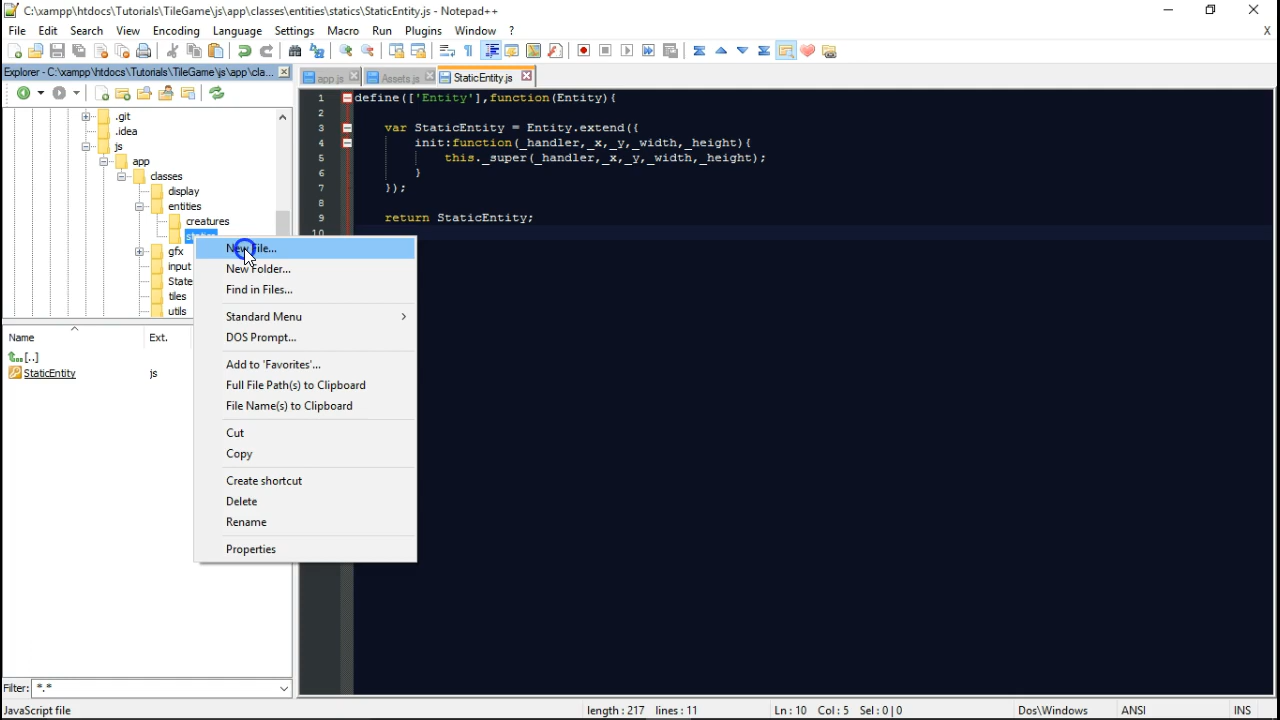 C:\xampp\htdocs\Tutorials\TileGame\js\app\classes\entities\statics\StaticEntity.js - Notepad++
File Edit Search View Encoding Language Settings Macro Run Plugins Window ? X
Explorer - C:\xampp\htdocs\Tutorials\TileGame\js\app\cla...
app.js Assets.js StaticEntity.js
.git
.idea
js
app
classes
display
entities
creatures
gfx
input
State
tiles
utils
1 define(['Entity'],function(Entity){
2
3 var StaticEntity = Entity.extend({
4 init:function(_handler,_x,_y,_width,_height){
5 this._super(_handler,_x,_y,_width,_height);
6 }
7 });
8
9 return StaticEntity;
10
New File...
New Folder...
Find in Files...
Standard Menu
DOS Prompt...
Add to 'Favorites'...
Full File Path(s) to Clipboard
File Name(s) to Clipboard
Cut
Copy
Create shortcut
Delete
Rename
Properties
Name Ext.
[..]
StaticEntity js
Filter: *.*
JavaScript file length : 217 lines : 11 Ln : 10 Col : 5 Sel : 0 | 0 Dos\Windows ANSI INS